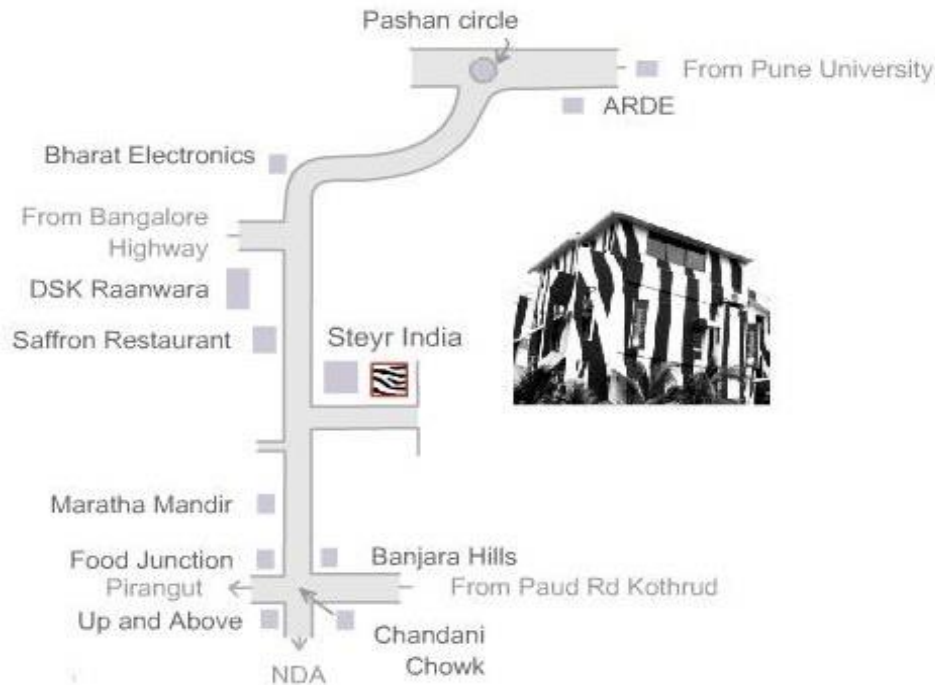 Pashan circle
From Pune University
ARDE
Bharat Electronics
From Bangalore
Highway
DSK Raanwara
Saffron Restaurant
Steyr India
Maratha Mandir
Food Junction
Banjara Hills
Pirangut
From Paud Rd Kothrud
Up and Above
Chandani
Chowk
NDA